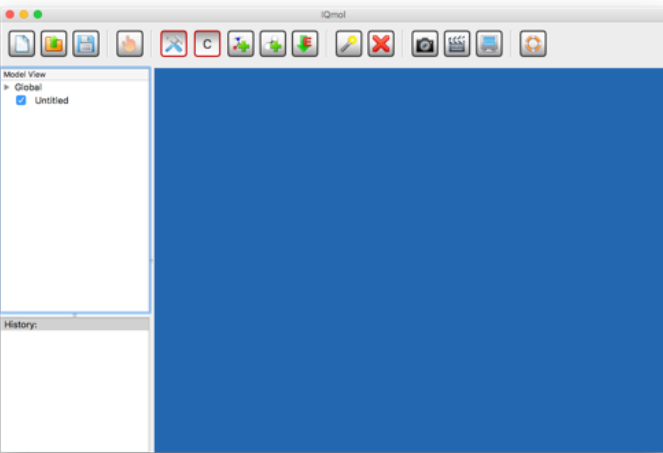 IQmol
C
E
Model View
Global
Untitled
History: